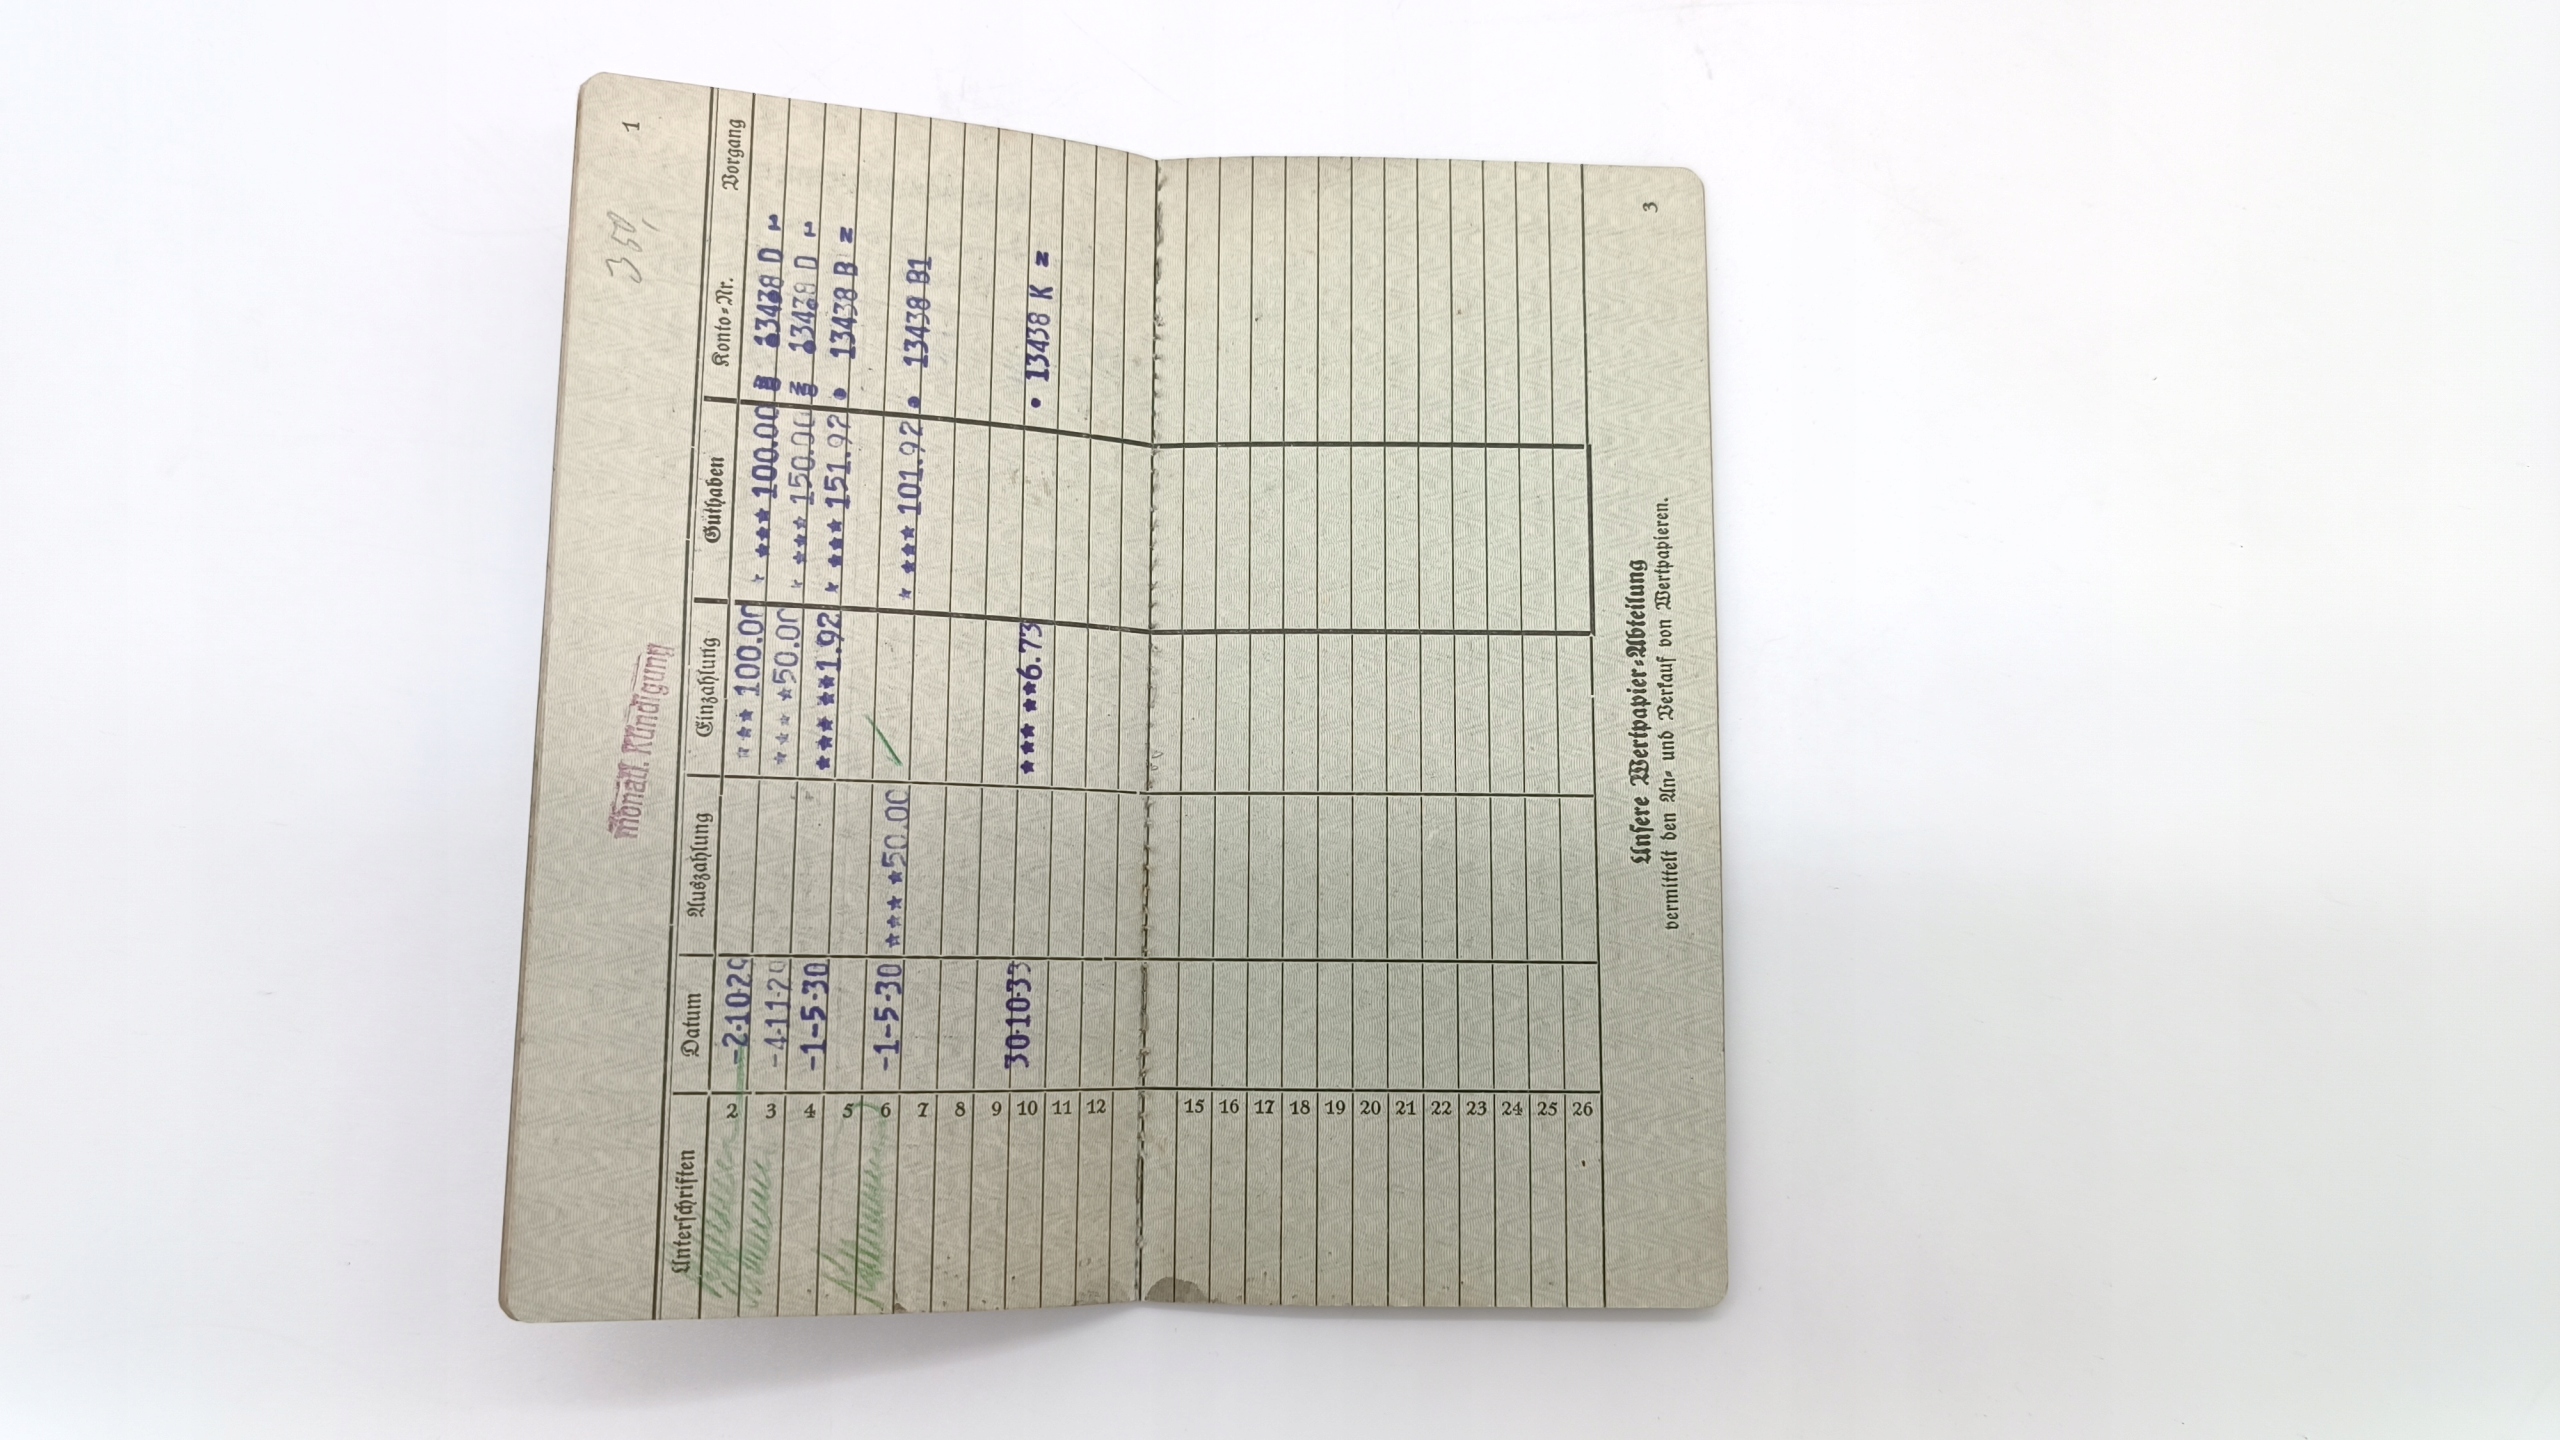 1
350,
Monatl. Kündigung
Unterschriften Datum Auszahlung Einzahlung Guthaben Konto-Nr. Vorgang
2 -2-10-29 ***100.00 ****100.00 13438 D
3 -4-11-29 ****50.00 ****150.00 13438 D
4 -1-5-30 *****1.92 ****151.92 • 13438 B z
5
6 -1-5-30 ****50.00 ✓ ****101.92 • 13438 B1
7
8
9
10 30-10-33 *****6.73 • 13438 K z
11
12
15
16
17
18
19
20
21
22
23
24
25
26
Unsere Wertpapier-Abteilung
vermittelt den An- und Verkauf von Wertpapieren.
3